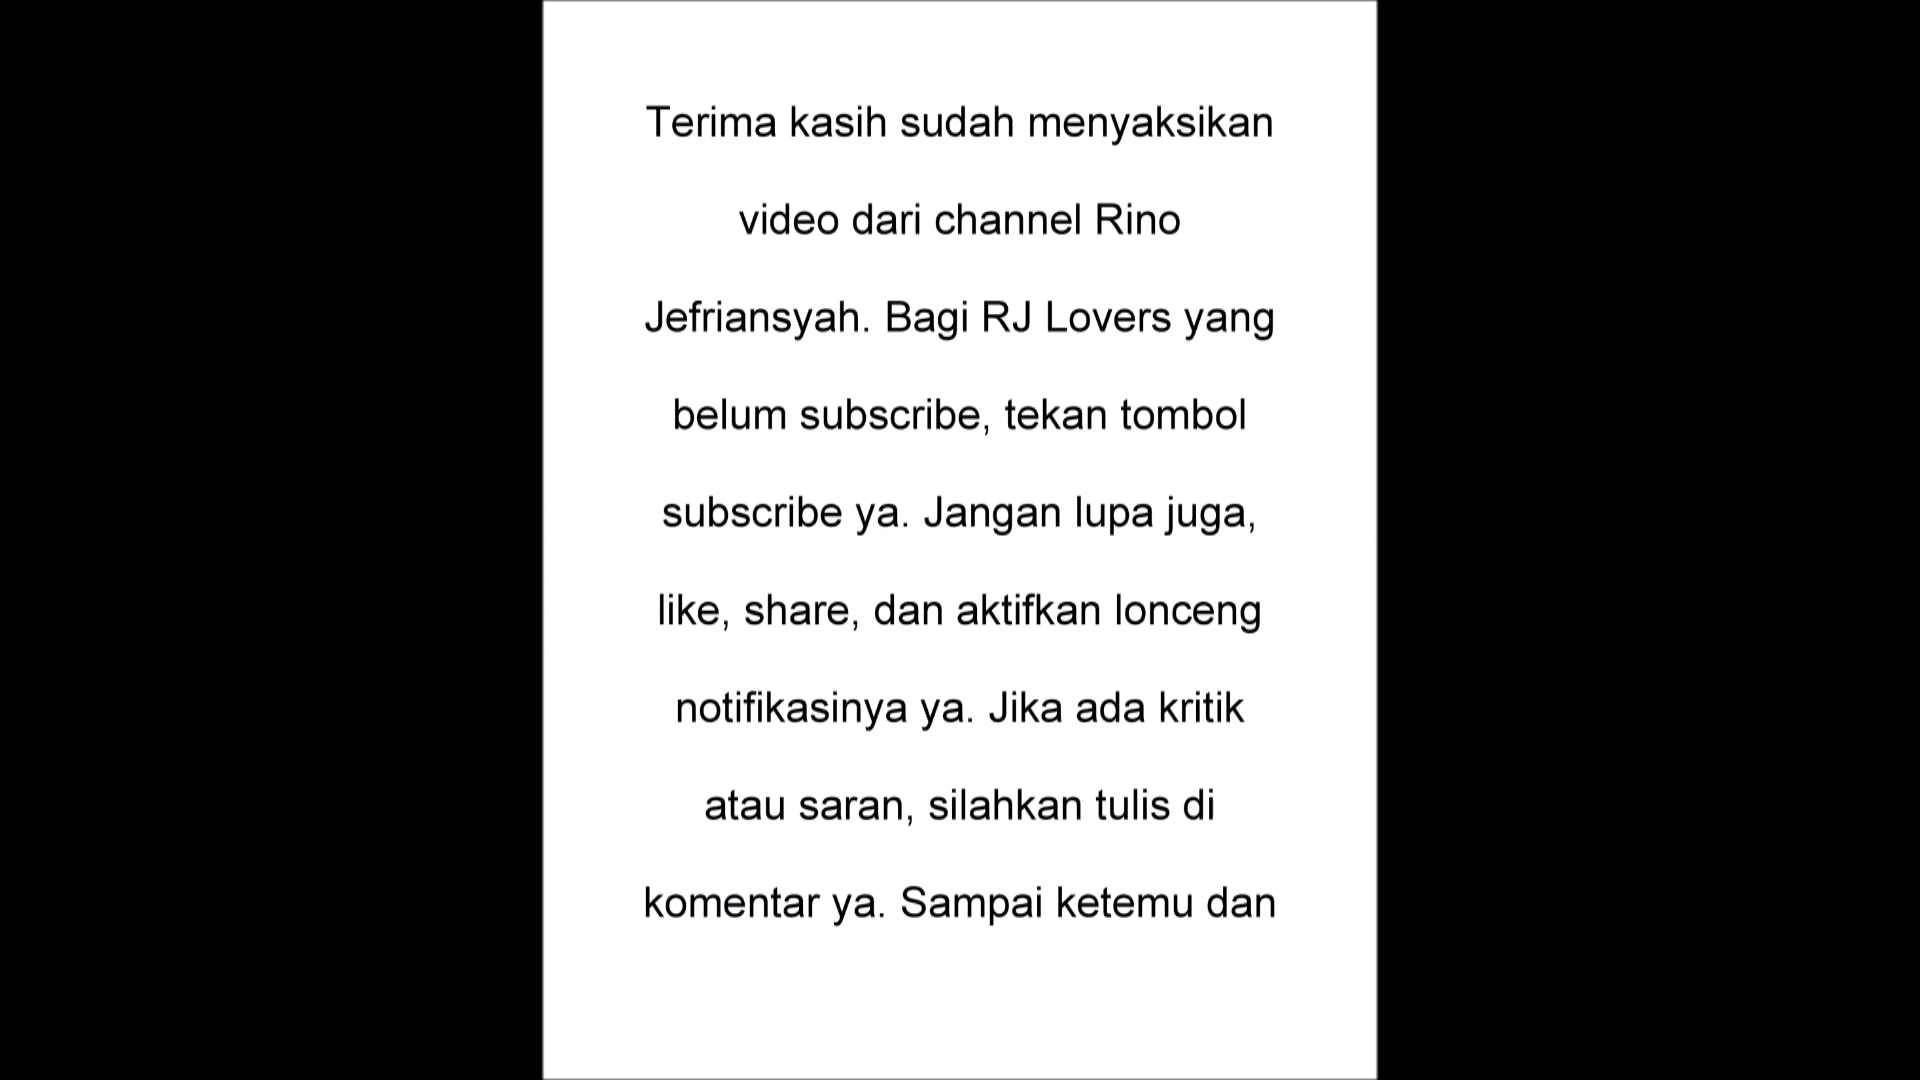 Terima kasih sudah menyaksikan
video dari channel Rino
Jefriansyah. Bagi RJ Lovers yang
belum subscribe, tekan tombol
subscribe ya. Jangan lupa juga,
like, share, dan aktifkan lonceng
notifikasinya ya. Jika ada kritik
atau saran, silahkan tulis di
komentar ya. Sampai ketemu dan